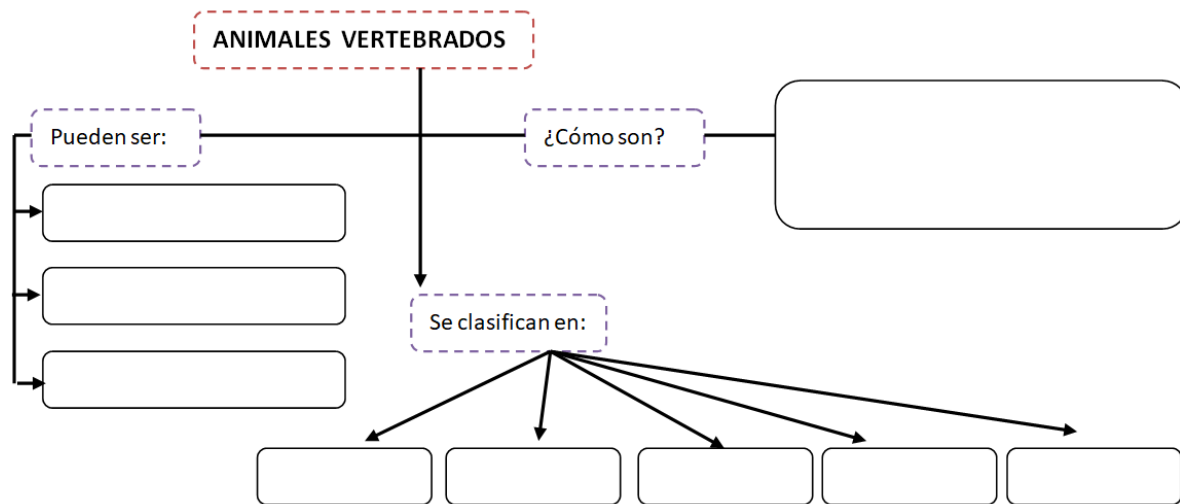 ANIMALES VERTEBRADOS
Pueden ser:
¿Cómo son?
Se clasifican en: